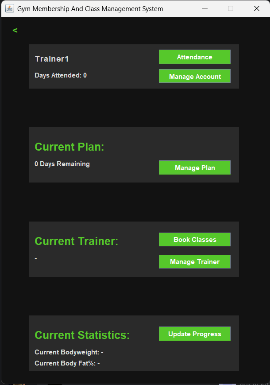 Gym Membership And Class Management System
<
Trainer1
Attendance
Days Attended: 0
Manage Account
Current Plan:
0 Days Remaining
Manage Plan
Current Trainer:
Book Classes
-
Manage Trainer
Current Statistics:
Update Progress
Current Bodyweight: -
Current Body Fat%: -